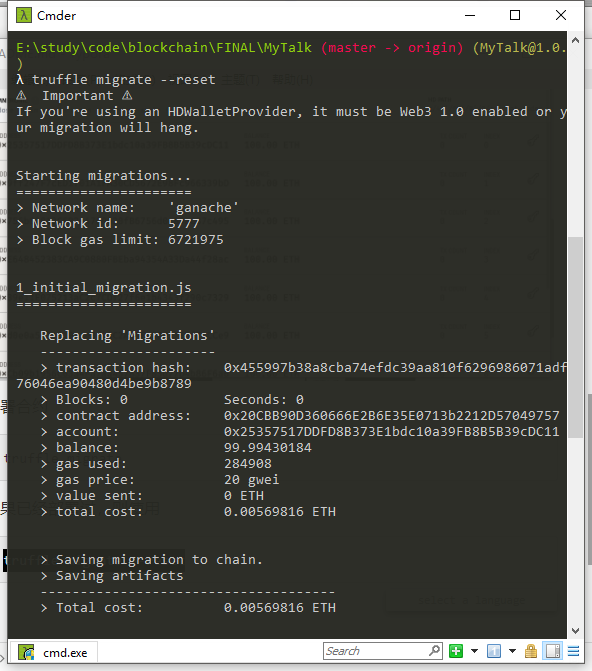 Cmder
E:\study\code\blockchain\FINAL\MyTalk (master -> origin) (MyTalk@1.0.
)
λ truffle migrate --reset
⚠ Important ⚠
If you're using an HDWalletProvider, it must be Web3 1.0 enabled or y
ur migration will hang.
Starting migrations...
======================
> Network name:    'ganache'
> Network id:      5777
> Block gas limit: 6721975
1_initial_migration.js
======================
Replacing 'Migrations'
----------------------
> transaction hash:    0x455997b38a8cba74efdc39aa810f6296986071adf
76046ea90480d4be9b8789
> Blocks: 0            Seconds: 0
> contract address:    0x20CBB90D360666E2B6E35E0713b2212D57049757
> account:             0x25357517DDFD8B373E1bdc10a39FB8B5B39cDC11
> balance:             99.99430184
> gas used:            284908
> gas price:           20 gwei
> value sent:          0 ETH
> total cost:          0.00569816 ETH
> Saving migration to chain.
> Saving artifacts
-------------------------------------
> Total cost:          0.00569816 ETH
cmd.exe
Search